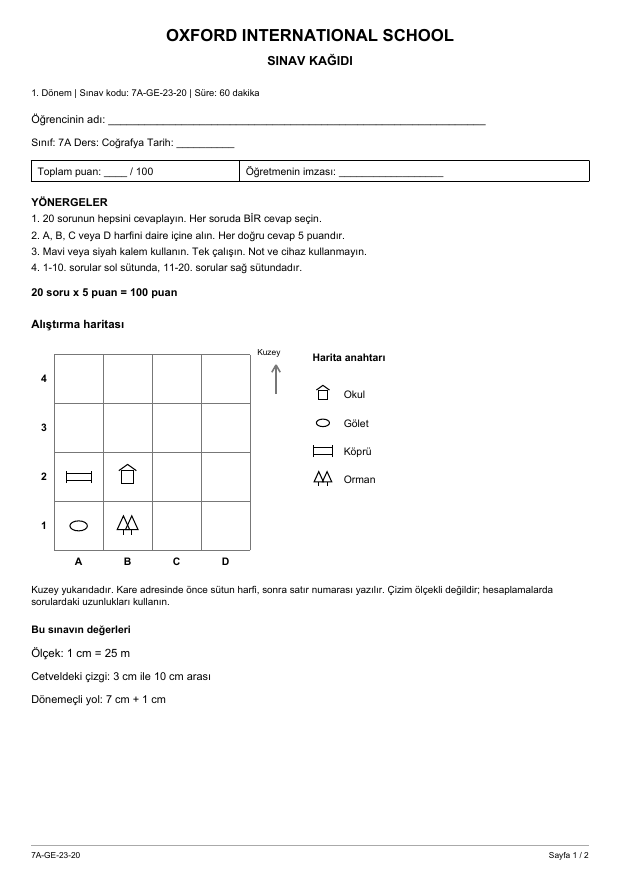 OXFORD INTERNATIONAL SCHOOL
SINAV KAĞIDI
1. Dönem | Sınav kodu: 7A-GE-23-20 | Süre: 60 dakika
Öğrencinin adı: ____________________________________________________________
Sınıf: 7A Ders: Coğrafya Tarih: __________
Toplam puan: ____ / 100 Öğretmenin imzası: __________________
YÖNERGELER
1. 20 sorunun hepsini cevaplayın. Her soruda BİR cevap seçin.
2. A, B, C veya D harfini daire içine alın. Her doğru cevap 5 puandır.
3. Mavi veya siyah kalem kullanın. Tek çalışın. Not ve cihaz kullanmayın.
4. 1-10. sorular sol sütunda, 11-20. sorular sağ sütundadır.
20 soru x 5 puan = 100 puan
Alıştırma haritası
Kuzey
4
3
2
1
A B C D
Harita anahtarı
Okul
Gölet
Köprü
Orman
Kuzey yukarıdadır. Kare adresinde önce sütun harfi, sonra satır numarası yazılır. Çizim ölçekli değildir; hesaplamalarda
sorulardaki uzunlukları kullanın.
Bu sınavın değerleri
Ölçek: 1 cm = 25 m
Cetveldeki çizgi: 3 cm ile 10 cm arası
Dönemeçli yol: 7 cm + 1 cm
7A-GE-23-20 Sayfa 1 / 2